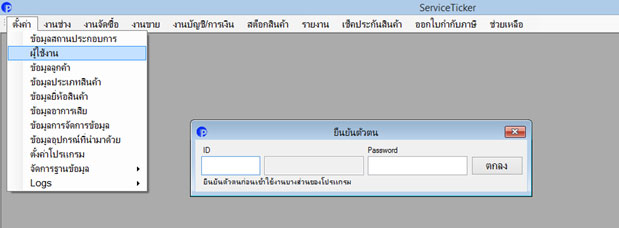 ServiceTicker
ตั้งค่า งานช่าง งานจัดซื้อ งานขาย งานบัญชี/การเงิน สต็อกสินค้า รายงาน เช็คประกันสินค้า ออกใบกำกับภาษี ช่วยเหลือ
ข้อมูลสถานประกอบการ
ผู้ใช้งาน
ข้อมูลลูกค้า
ข้อมูลประเภทสินค้า
ข้อมูลยี่ห้อสินค้า
ข้อมูลอาการเสีย
ข้อมูลการจัดการข้อมูล
ข้อมูลอุปกรณ์ที่นำมาด้วย
ตั้งค่าโปรแกรม
จัดการฐานข้อมูล
Logs
ยืนยันตัวตน
ID Password
ตกลง
ยืนยันตัวตนก่อนเข้าใช้งานบางส่วนของโปรแกรม